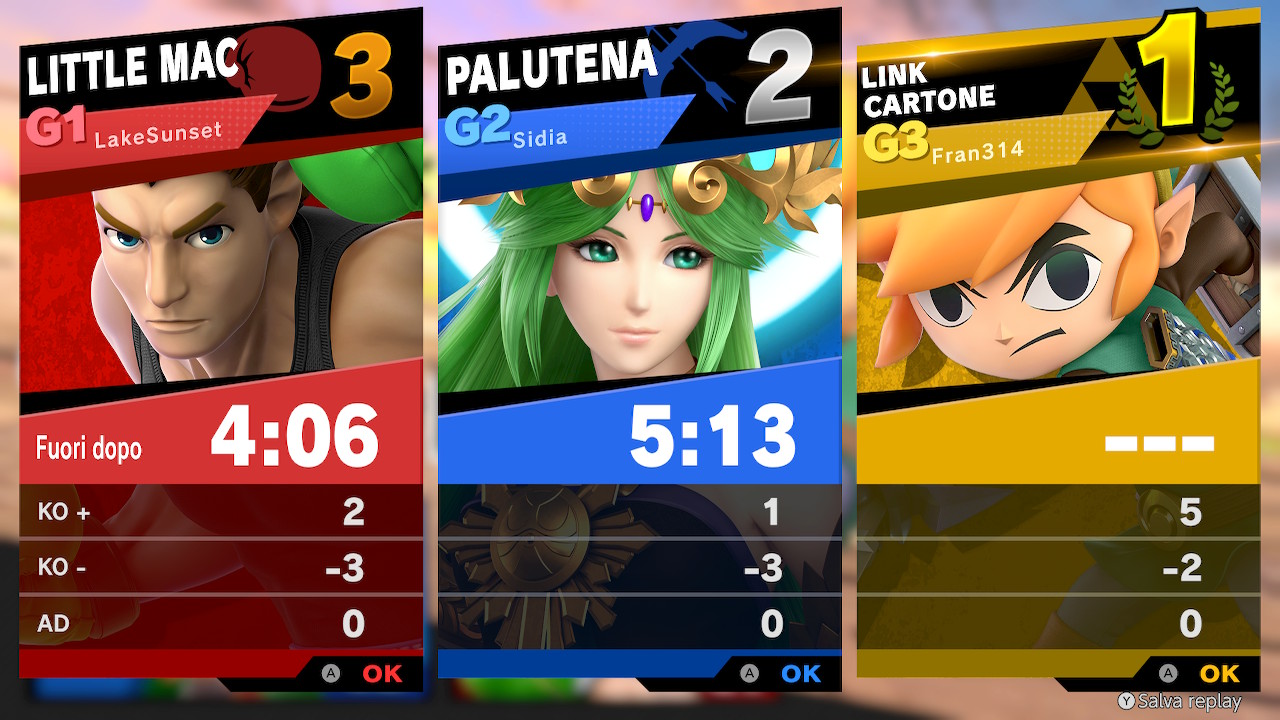 LITTLE MAC 3
G1 LakeSunset
Fuori dopo 4:06
KO + 2
KO - -3
AD 0
A OK
PALUTENA 2
G2 Sidia
5:13
1
-3
0
A OK
LINK
CARTONE 1
G3 Fran314
---
5
-2
0
A OK
Y Salva replay